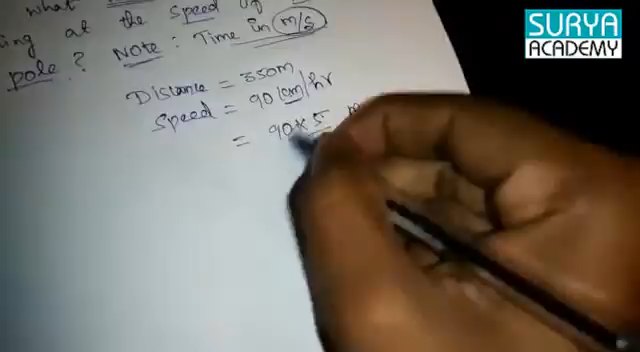 what
ing at the speed of
pole? Note: Time in m/s
Distance = 350m
Speed = 90 km/hr
= 90 × 5
SURYA
ACADEMY